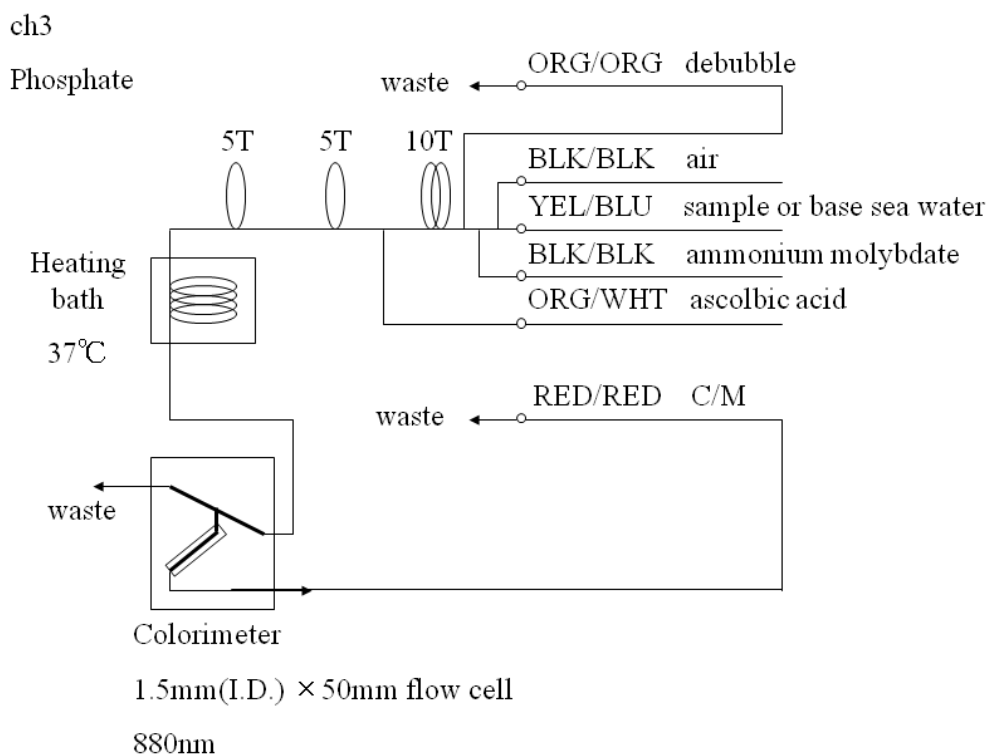 ch3
Phosphate
ORG/ORG debubble
waste
5T 5T 10T
BLK/BLK air
YEL/BLU sample or base sea water
BLK/BLK ammonium molybdate
ORG/WHT ascolbic acid
Heating
bath
37℃
RED/RED C/M
waste
waste
Colorimeter
1.5mm(I.D.) × 50mm flow cell
880nm